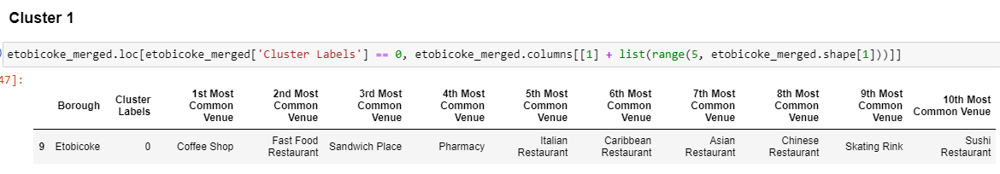 Cluster 1
etobicoke_merged.loc[etobicoke_merged['Cluster Labels'] == 0, etobicoke_merged.columns[[1] + list(range(5, etobicoke_merged.shape[1]))]]
47]:
Borough Cluster Labels 1st Most Common Venue 2nd Most Common Venue 3rd Most Common Venue 4th Most Common Venue 5th Most Common Venue 6th Most Common Venue 7th Most Common Venue 8th Most Common Venue 9th Most Common Venue 10th Most Common Venue
9 Etobicoke 0 Coffee Shop Fast Food Restaurant Sandwich Place Pharmacy Italian Restaurant Caribbean Restaurant Asian Restaurant Chinese Restaurant Skating Rink Sushi Restaurant